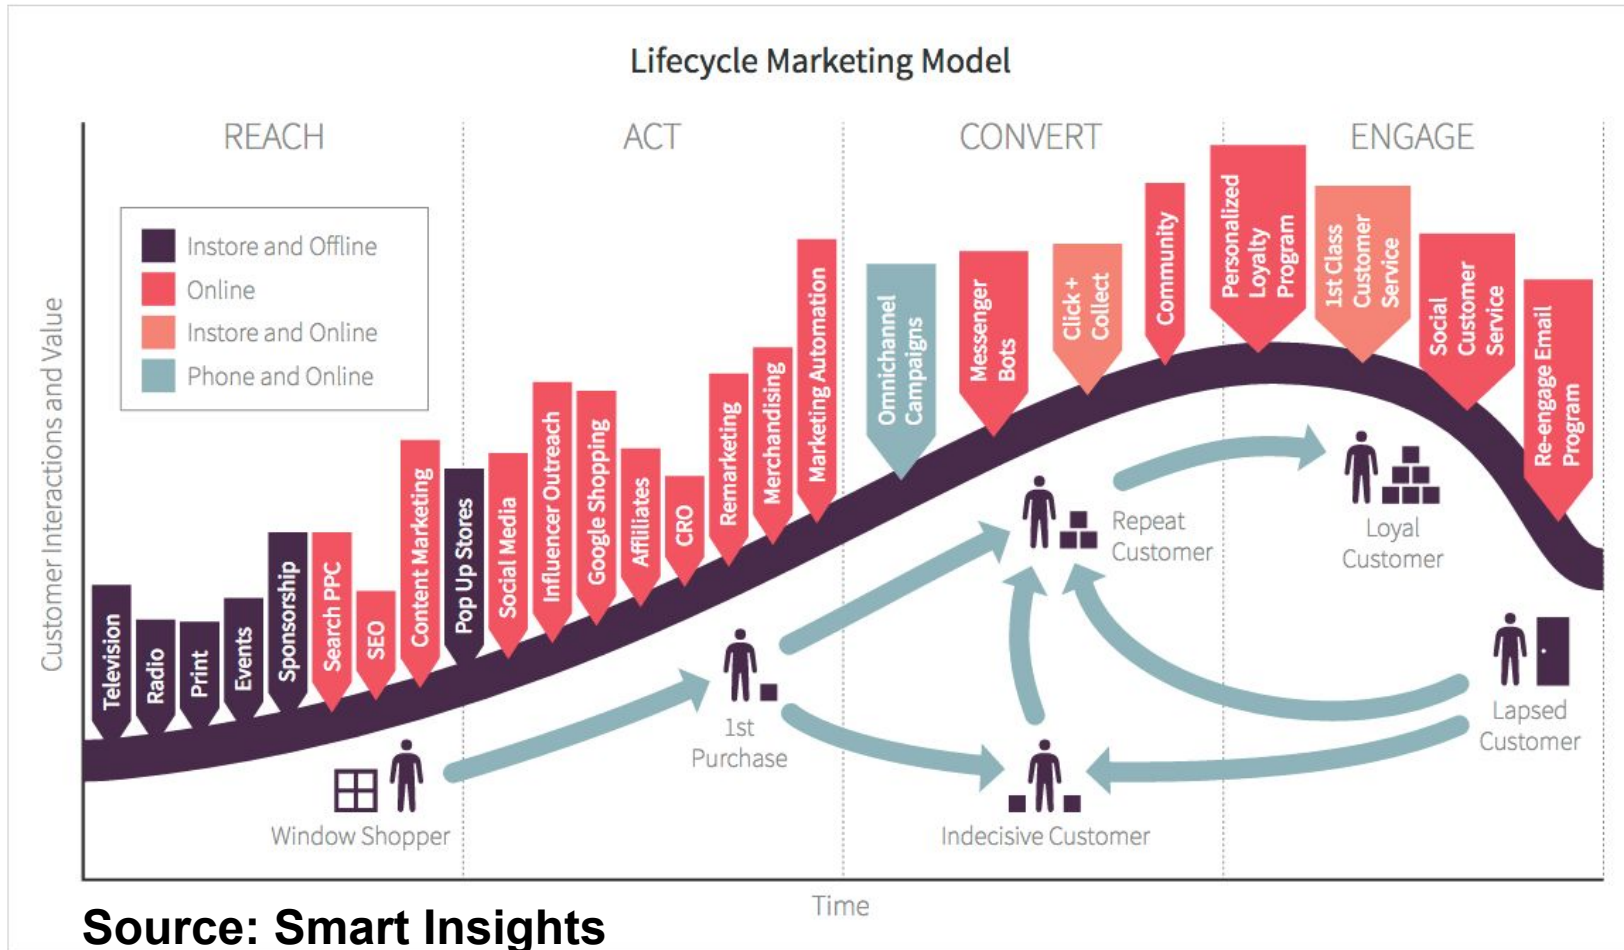 Lifecycle Marketing Model
REACH
ACT
CONVERT
ENGAGE
Instore and Offline
Online
Instore and Online
Phone and Online
Customer Interactions and Value
Television
Radio
Print
Events
Sponsorship
Search PPC
SEO
Content Marketing
Pop Up Stores
Social Media
Influencer Outreach
Google Shopping
Affiliates
CRO
Remarketing
Merchandising
Marketing Automation
Omnichannel
Campaigns
Messenger
Bots
Click +
Collect
Community
Personalized
Loyalty
Program
1st Class
Customer
Service
Social
Customer
Service
Re-engage Email
Program
Window Shopper
1st
Purchase
Repeat
Customer
Indecisive Customer
Loyal
Customer
Lapsed
Customer
Time
Source: Smart Insights